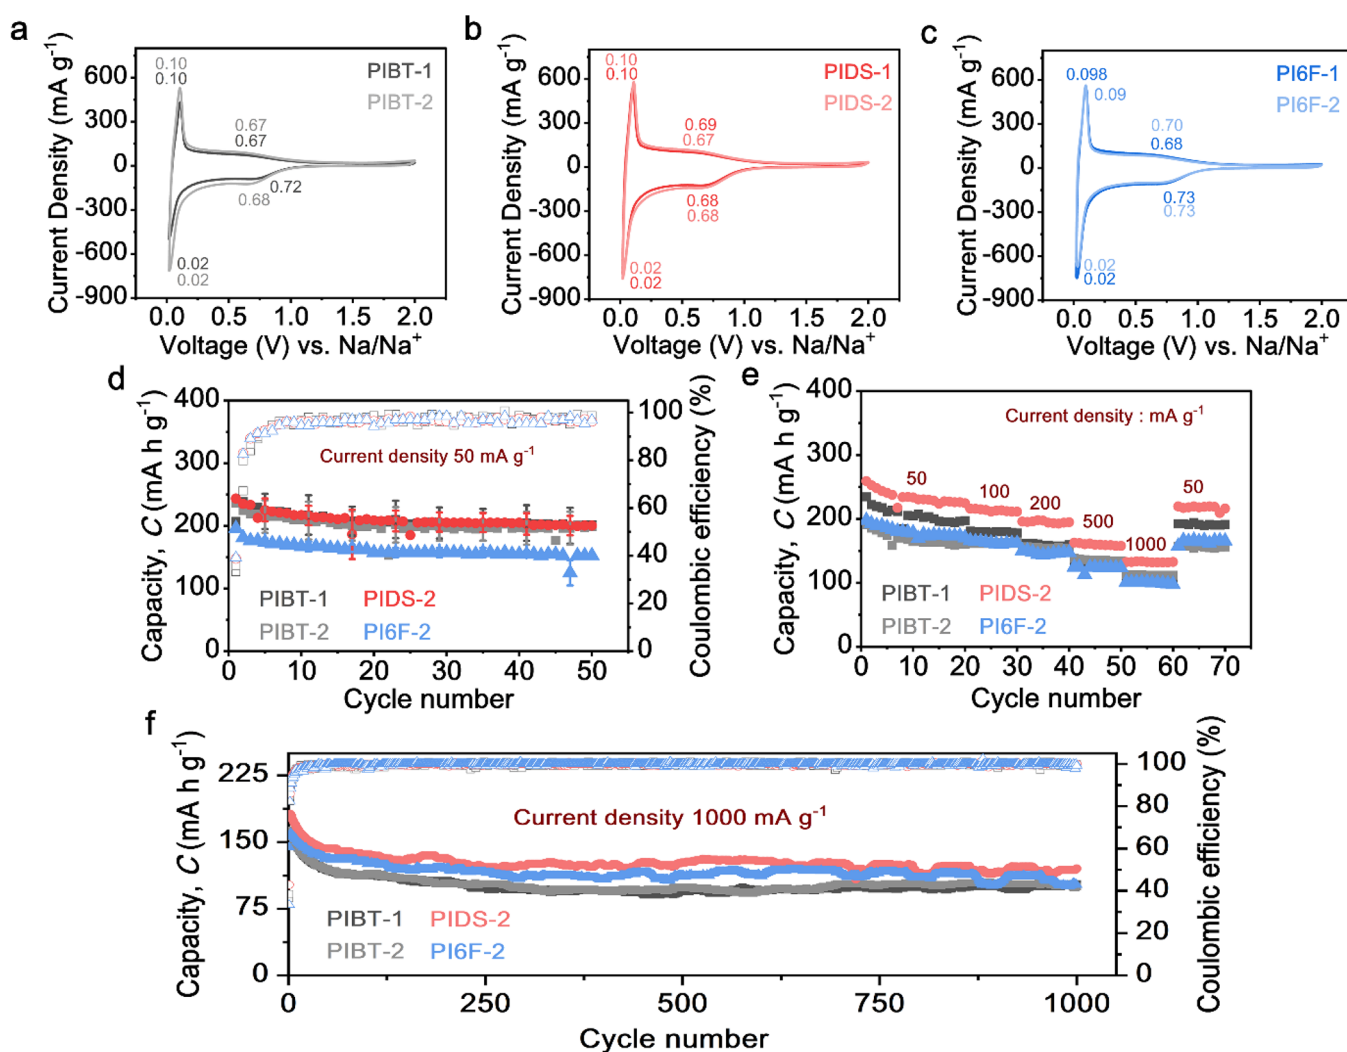 a
Current Density (mA g⁻¹)
600
300
0
-300
-600
-900
0.10
0.10
PIBT-1
PIBT-2
0.67
0.67
0.72
0.68
0.02
0.02
0.0 0.5 1.0 1.5 2.0
Voltage (V) vs. Na/Na⁺
b
Current Density (mA g⁻¹)
600
300
0
-300
-600
-900
0.10
0.10
PIDS-1
PIDS-2
0.69
0.67
0.68
0.68
0.02
0.02
0.0 0.5 1.0 1.5 2.0
Voltage (V) vs. Na/Na⁺
c
Current Density (mA g⁻¹)
600
300
0
-300
-600
-900
0.098
0.09
PI6F-1
PI6F-2
0.70
0.68
0.73
0.73
0.02
0.02
0.0 0.5 1.0 1.5 2.0
Voltage (V) vs. Na/Na⁺
d
Capacity, C (mA h g⁻¹)
400
300
200
100
0
Current density 50 mA g⁻¹
PIBT-1 PIDS-2
PIBT-2 PI6F-2
100
80
60
40
20
0
Coulombic efficiency (%)
0 10 20 30 40 50
Cycle number
e
Capacity, C (mA h g⁻¹)
400
300
200
100
0
Current density : mA g⁻¹
50
100
200
500
1000
50
PIBT-1 PIDS-2
PIBT-2 PI6F-2
0 10 20 30 40 50 60 70
Cycle number
f
Capacity, C (mA h g⁻¹)
225
150
75
0
Current density 1000 mA g⁻¹
PIBT-1 PIDS-2
PIBT-2 PI6F-2
100
80
60
40
20
0
Coulombic efficiency (%)
0 250 500 750 1000
Cycle number